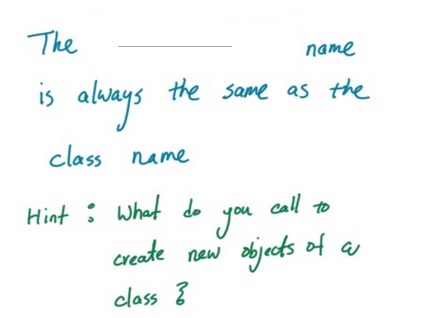 The ______ name
is always the same as the
class name
Hint : What do you call to
create new objects of a
class ?